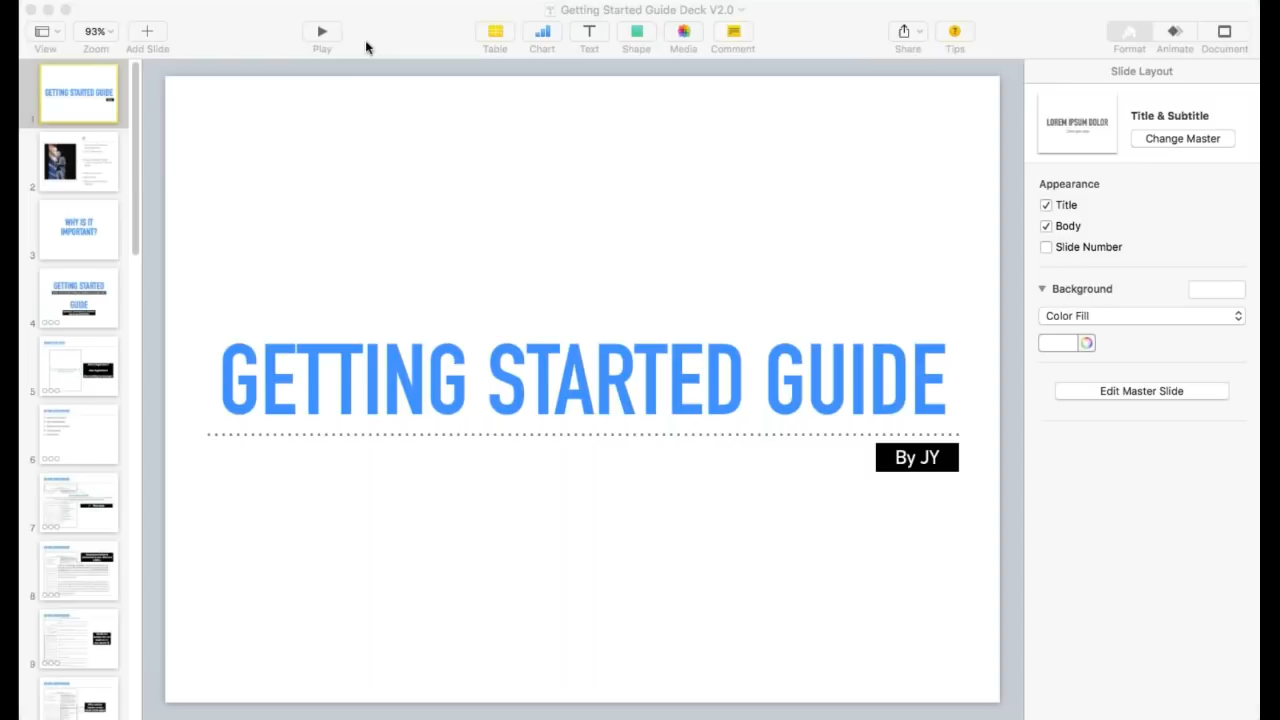 Getting Started Guide Deck V2.0
93%
View
Zoom
Add Slide
Play
Table
Chart
Text
Shape
Media
Comment
Share
Tips
Format
Animate
Document
1
GETTING STARTED GUIDE
2
3
WHY IS IT
IMPORTANT?
4
GETTING STARTED
GUIDE
5
6
7
8
9
GETTING STARTED GUIDE
By JY
Slide Layout
LOREM IPSUM DOLOR
Title & Subtitle
Change Master
Appearance
Title
Body
Slide Number
Background
Color Fill
Edit Master Slide